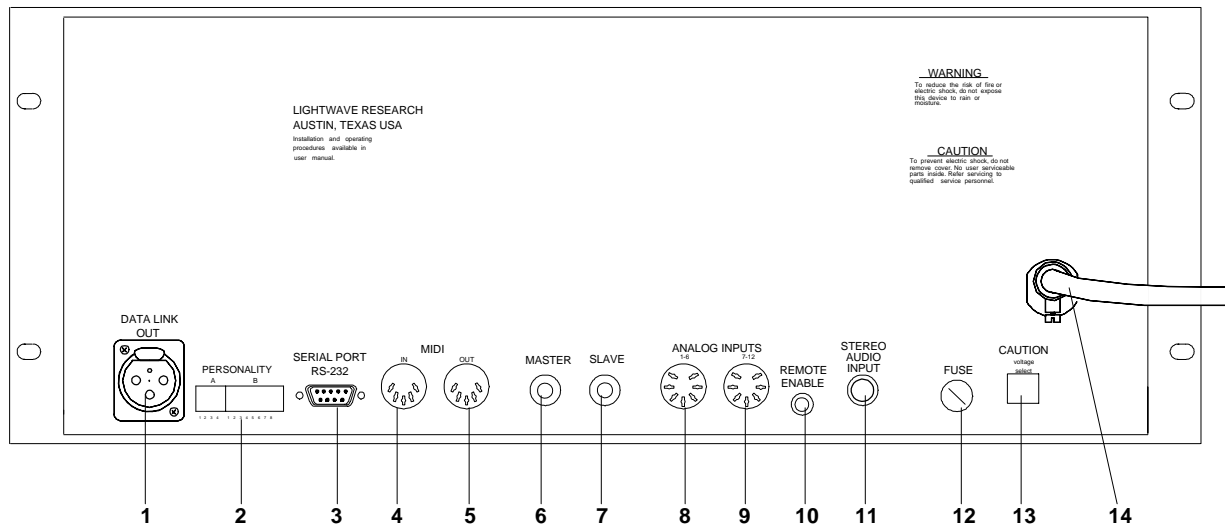 WARNING
To reduce the risk of fire or
electric shock, do not expose
this device to rain or
moisture.
LIGHTWAVE RESEARCH
AUSTIN, TEXAS USA
Installation and operating
procedures available in
user manual.
CAUTION
To prevent electric shock, do not
remove cover. No user serviceable
parts inside. Refer servicing to
qualified service personnel.
DATA LINK
OUT
PERSONALITY
A B
1 2 3 4 1 2 3 4 5 6 7 8
SERIAL PORT
RS-232
MIDI
IN OUT
MASTER
SLAVE
ANALOG INPUTS
1-6 7-12
REMOTE
ENABLE
STEREO
AUDIO
INPUT
FUSE
CAUTION
voltage
select
1 2 3 4 5 6 7 8 9 10 11 12 13 14